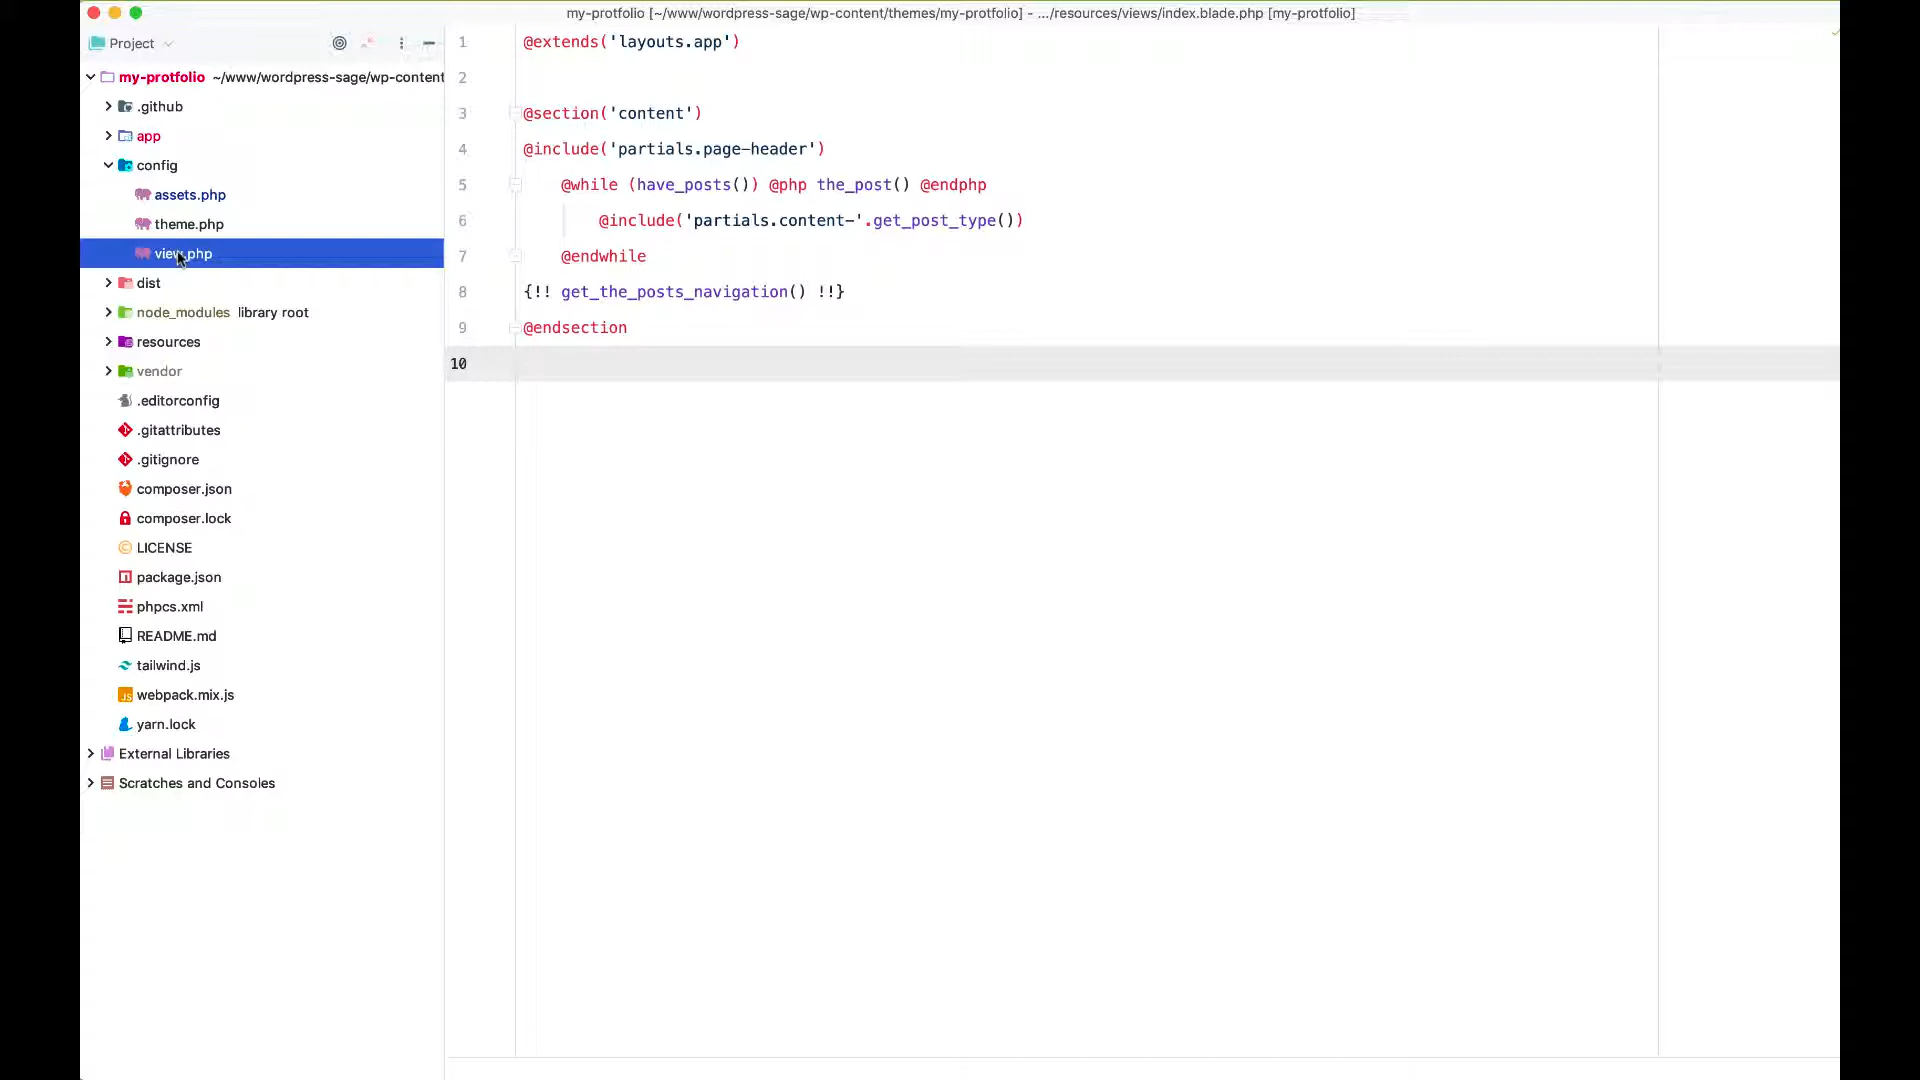 my-protfolio [~/www/wordpress-sage/wp-content/themes/my-protfolio] - .../resources/views/index.blade.php [my-protfolio]
Project
my-protfolio ~/www/wordpress-sage/wp-content
.github
app
config
assets.php
theme.php
view.php
dist
node_modules library root
resources
vendor
.editorconfig
.gitattributes
.gitignore
composer.json
composer.lock
LICENSE
package.json
phpcs.xml
README.md
tailwind.js
webpack.mix.js
yarn.lock
External Libraries
Scratches and Consoles
1 @extends('layouts.app')
2
3 @section('content')
4 @include('partials.page-header')
5 @while (have_posts()) @php the_post() @endphp
6 @include('partials.content-'.get_post_type())
7 @endwhile
8 {!! get_the_posts_navigation() !!}
9 @endsection
10